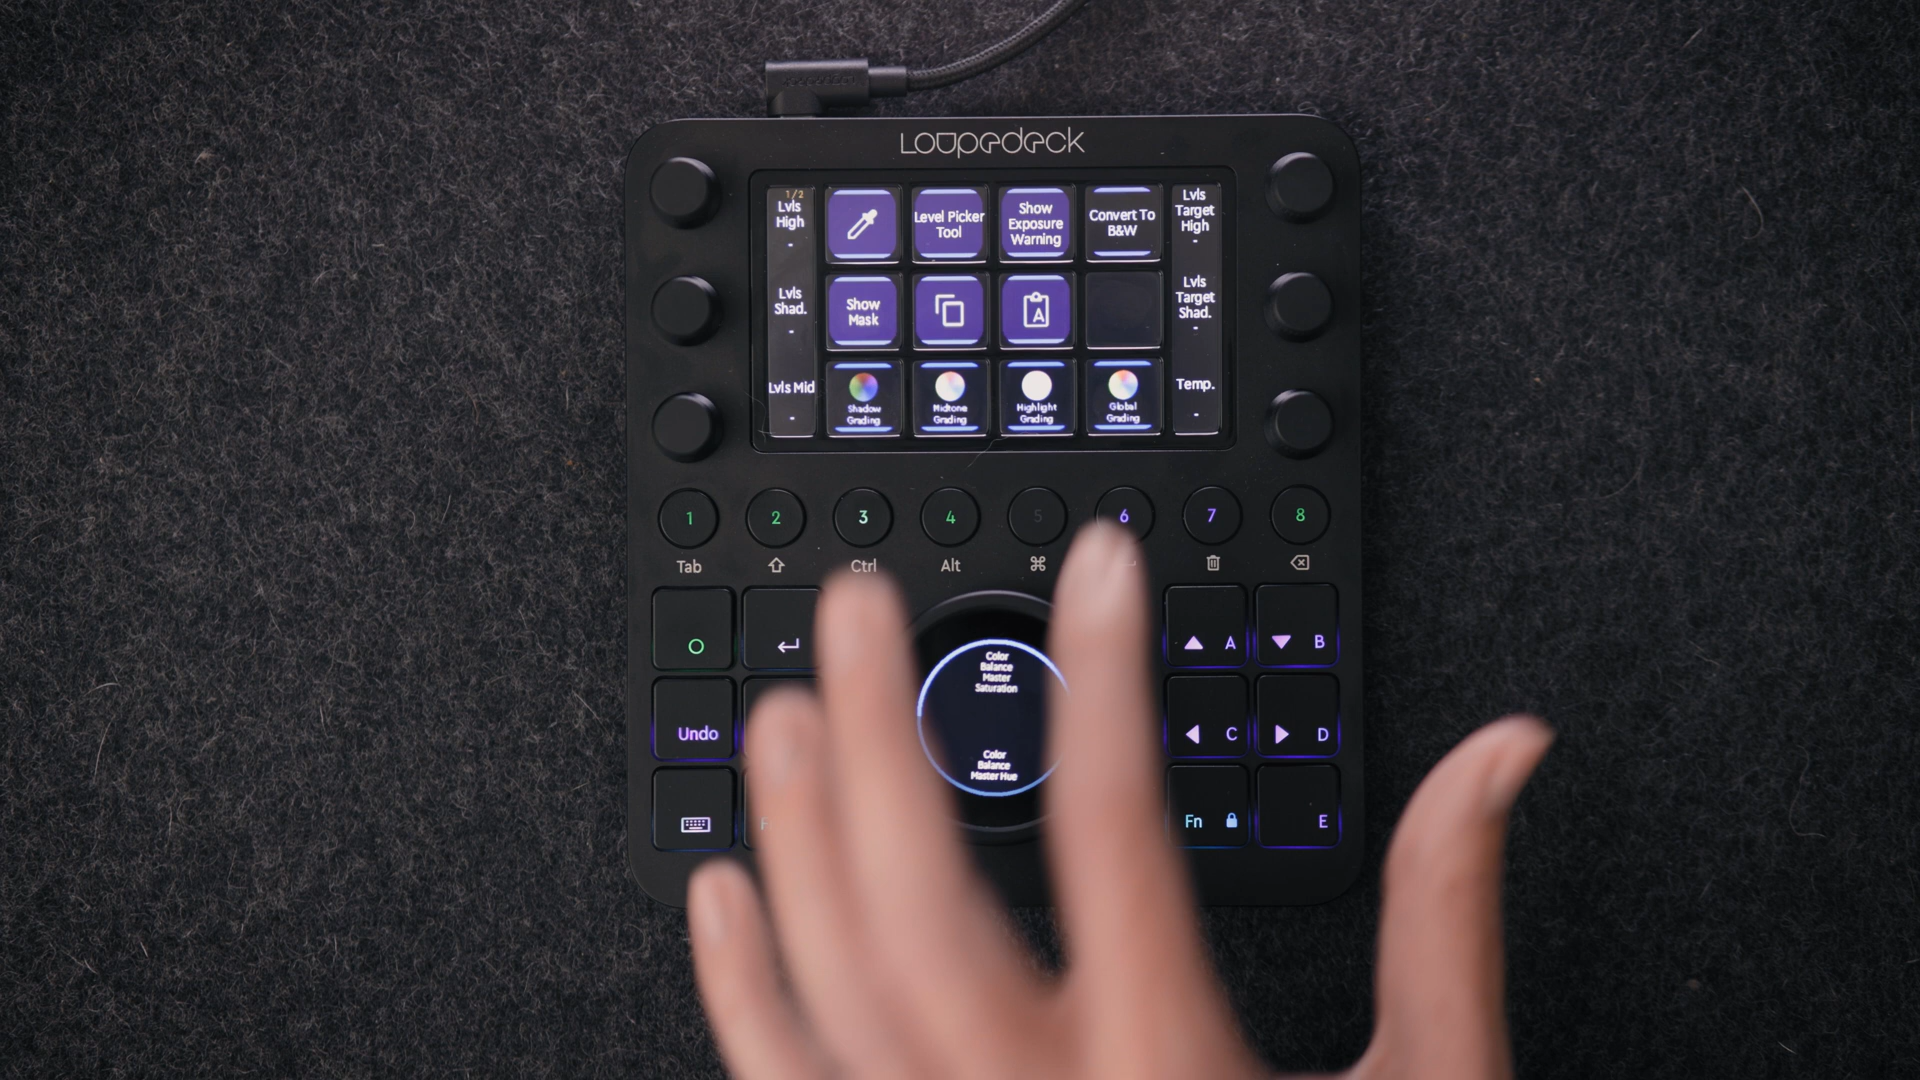 Loupedeck
1/2
Lvls
High
-
Level Picker
Tool
Show
Exposure
Warning
Convert To
B&W
Lvls
Target
High
-
Lvls
Shad.
-
Show
Mask
A
Lvls
Target
Shad.
-
Lvls Mid
-
Shadow
Grading
Midtone
Grading
Highlight
Grading
Global
Grading
Temp.
-
1 2 3 4 5 6 7 8
Tab
Ctrl
Alt
⌘
A
B
Undo
C
D
Fn
E
Color
Balance
Master
Saturation
Color
Balance
Master Hue